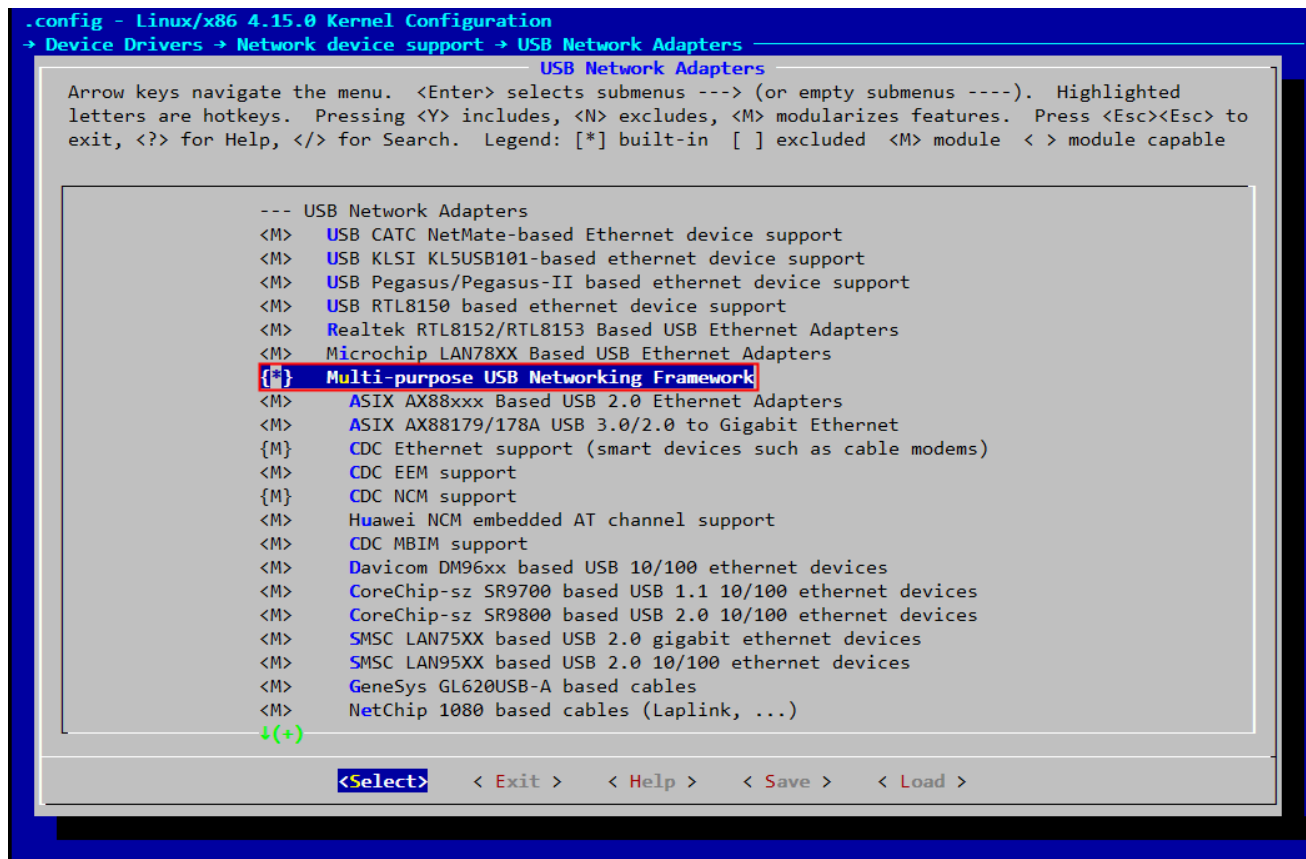 .config - Linux/x86 4.15.0 Kernel Configuration
→ Device Drivers → Network device support → USB Network Adapters
USB Network Adapters
Arrow keys navigate the menu.  <Enter> selects submenus ---> (or empty submenus ----).  Highlighted
letters are hotkeys.  Pressing <Y> includes, <N> excludes, <M> modularizes features.  Press <Esc><Esc> to
exit, <?> for Help, </> for Search.  Legend: [*] built-in  [ ] excluded  <M> module  < > module capable
--- USB Network Adapters
<M>   USB CATC NetMate-based Ethernet device support
<M>   USB KLSI KL5USB101-based ethernet device support
<M>   USB Pegasus/Pegasus-II based ethernet device support
<M>   USB RTL8150 based ethernet device support
<M>   Realtek RTL8152/RTL8153 Based USB Ethernet Adapters
<M>   Microchip LAN78XX Based USB Ethernet Adapters
{*}   Multi-purpose USB Networking Framework
<M>     ASIX AX88xxx Based USB 2.0 Ethernet Adapters
<M>     ASIX AX88179/178A USB 3.0/2.0 to Gigabit Ethernet
{M}     CDC Ethernet support (smart devices such as cable modems)
<M>     CDC EEM support
{M}     CDC NCM support
<M>     Huawei NCM embedded AT channel support
<M>     CDC MBIM support
<M>     Davicom DM96xx based USB 10/100 ethernet devices
<M>     CoreChip-sz SR9700 based USB 1.1 10/100 ethernet devices
<M>     CoreChip-sz SR9800 based USB 2.0 10/100 ethernet devices
<M>     SMSC LAN75XX based USB 2.0 gigabit ethernet devices
<M>     SMSC LAN95XX based USB 2.0 10/100 ethernet devices
<M>     GeneSys GL620USB-A based cables
<M>     NetChip 1080 based cables (Laplink, ...)
↓(+)
<Select>    < Exit >    < Help >    < Save >    < Load >